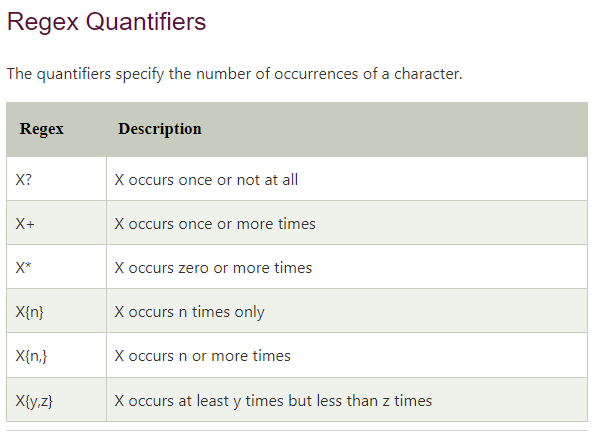 Regex Quantifiers
The quantifiers specify the number of occurrences of a character.
Regex Description
X? X occurs once or not at all
X+ X occurs once or more times
X* X occurs zero or more times
X{n} X occurs n times only
X{n,} X occurs n or more times
X{y,z} X occurs at least y times but less than z times